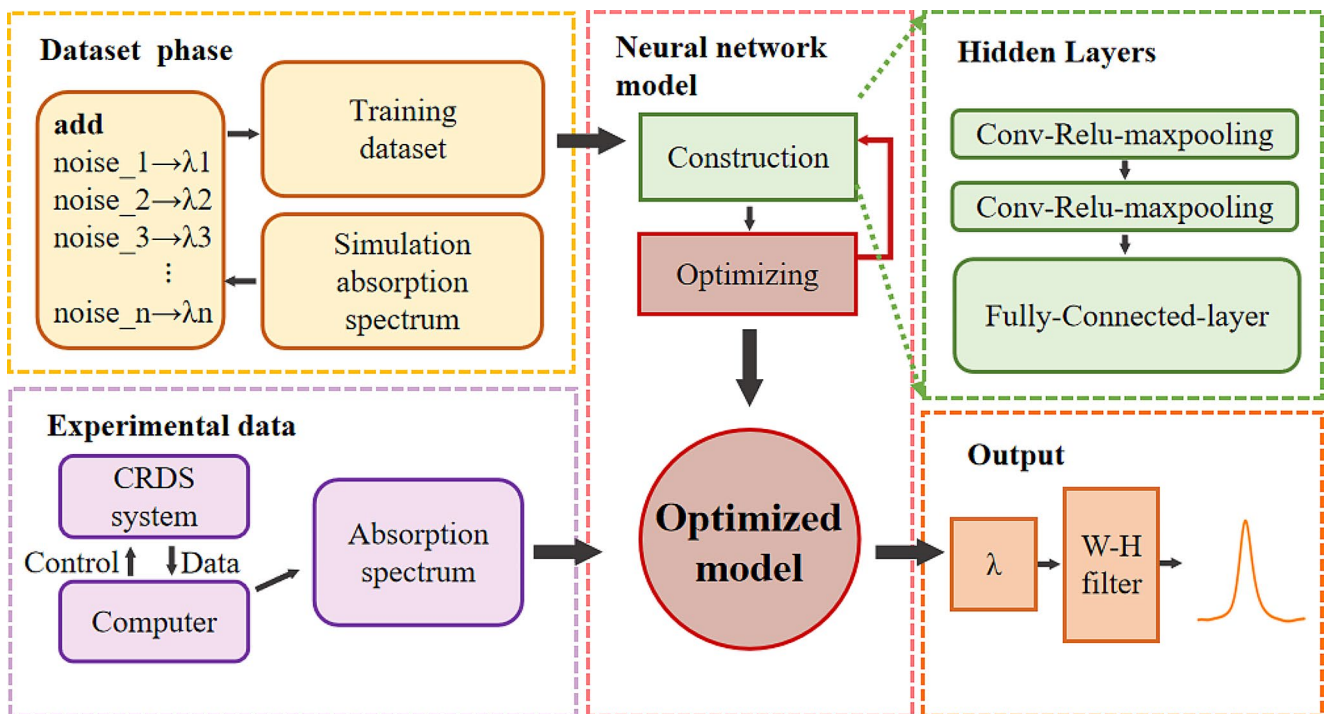 Dataset phase
add
noise_1→λ1
noise_2→λ2
noise_3→λ3
⋮
noise_n→λn
Training
dataset
Simulation
absorption
spectrum
Neural network
model
Construction
Optimizing
Optimized
model
Hidden Layers
Conv-Relu-maxpooling
Conv-Relu-maxpooling
Fully-Connected-layer
Experimental data
CRDS
system
Control
Data
Computer
Absorption
spectrum
Output
λ
W-H
filter